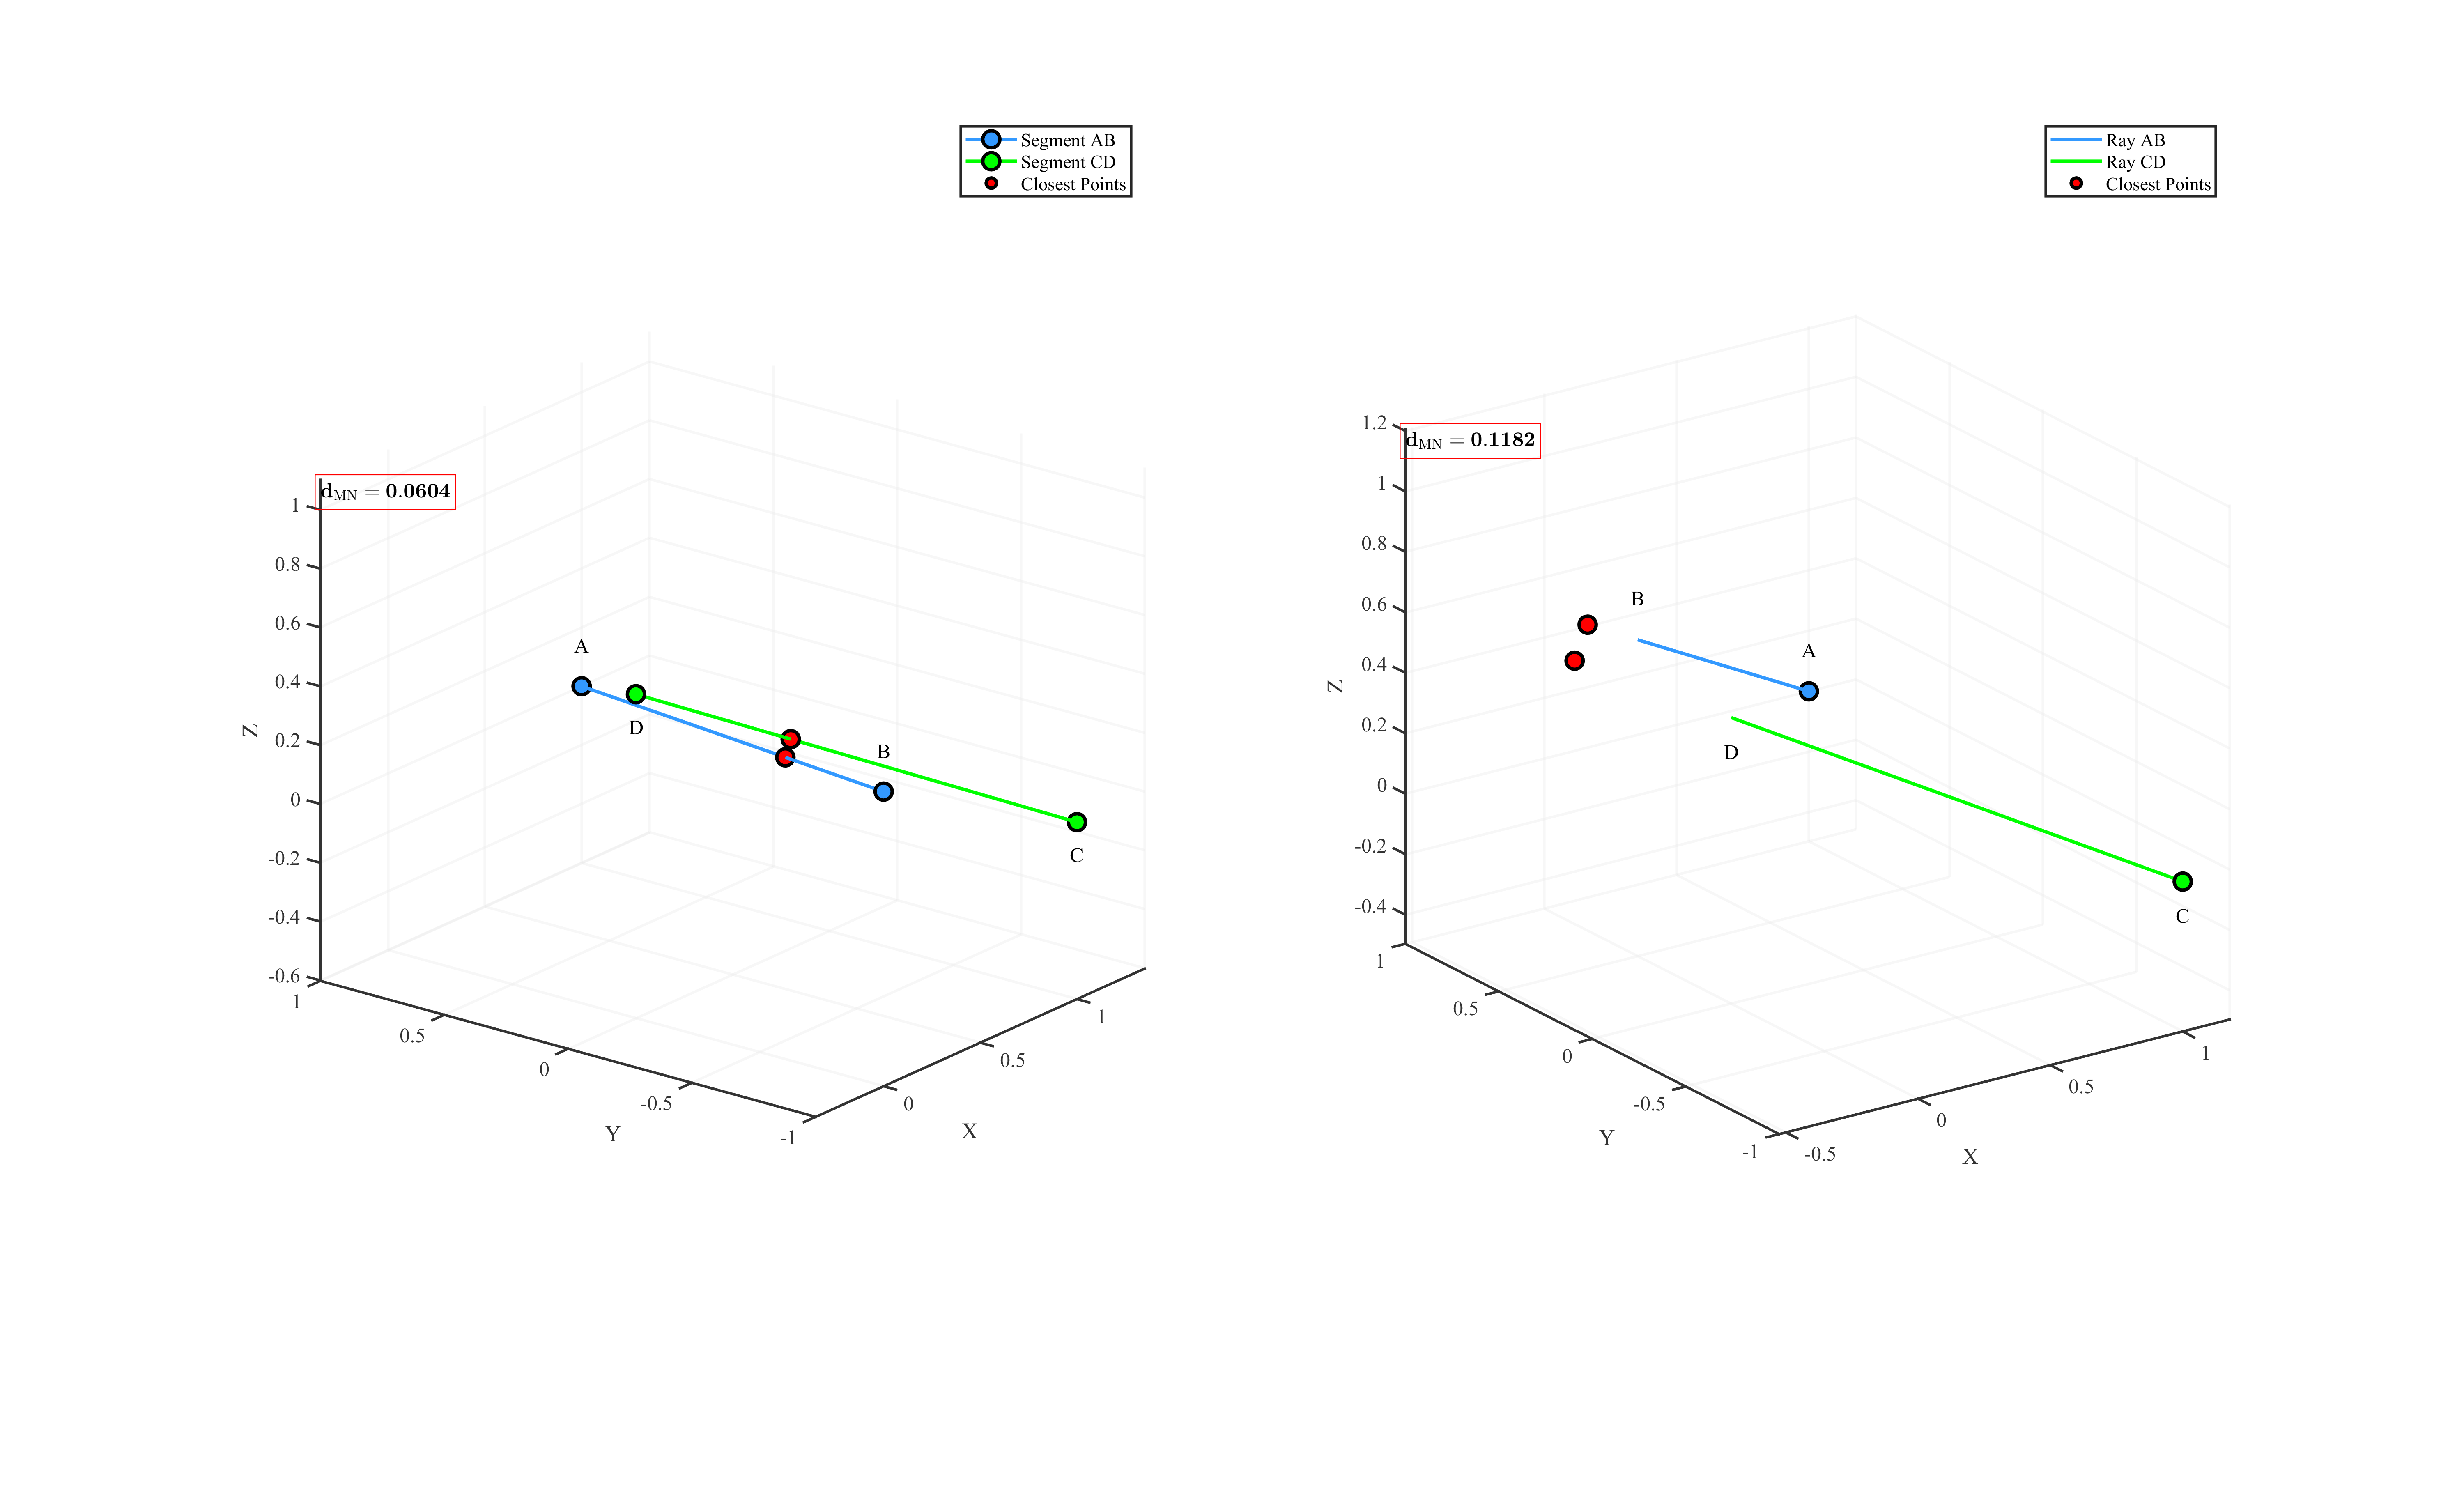 Segment AB
Segment CD
Closest Points
d_MN = 0.0604
1
0.8
0.6
0.4
0.2
0
-0.2
-0.4
-0.6
Z
A
D
B
C
1
0.5
0
-0.5
-1
Y
0
0.5
1
X
Ray AB
Ray CD
Closest Points
d_MN = 0.1182
1.2
1
0.8
0.6
0.4
0.2
0
-0.2
-0.4
Z
B
A
D
C
1
0.5
0
-0.5
-1
Y
-0.5
0
0.5
1
X